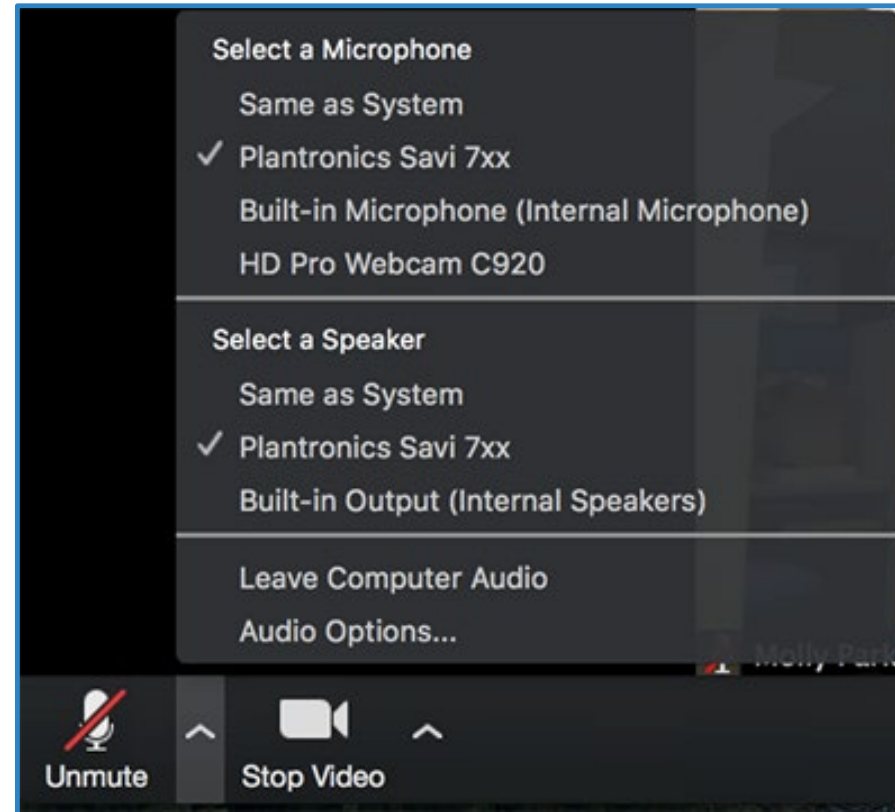 Select a Microphone
Same as System
✓ Plantronics Savi 7xx
Built-in Microphone (Internal Microphone)
HD Pro Webcam C920
Select a Speaker
Same as System
✓ Plantronics Savi 7xx
Built-in Output (Internal Speakers)
Leave Computer Audio
Audio Options...
Molly Park
Unmute
Stop Video